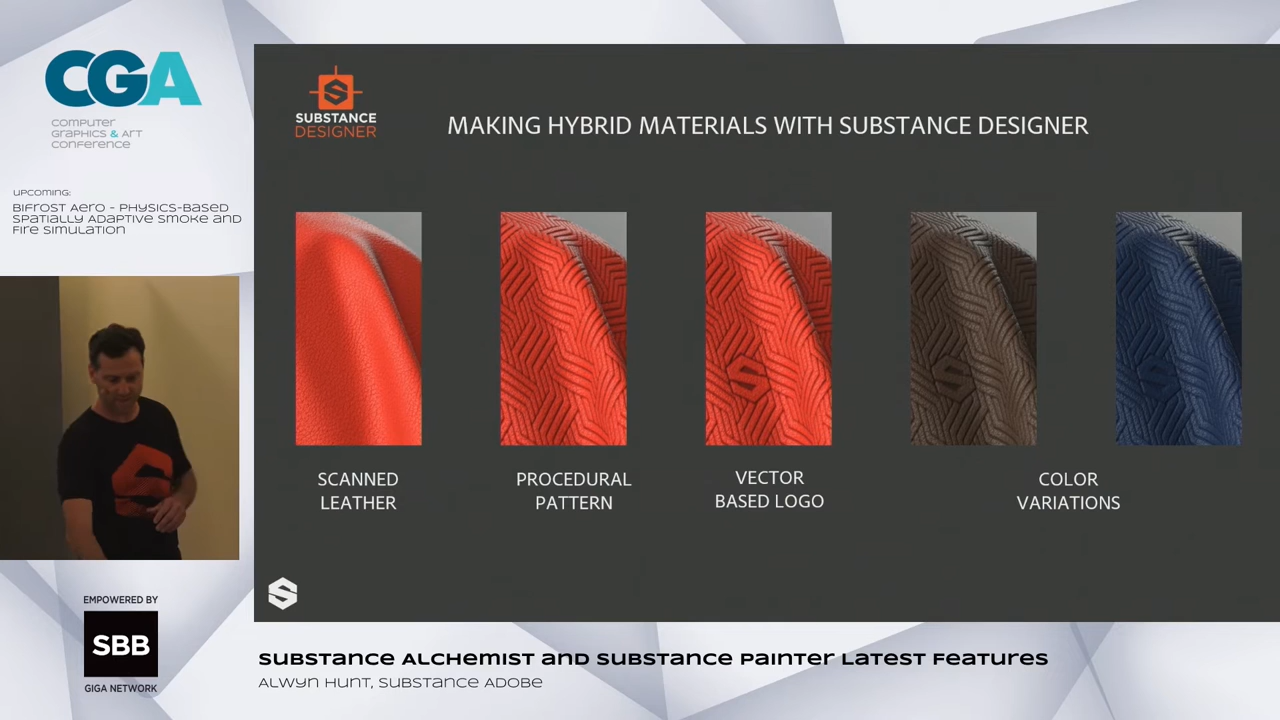 CGA
COMPUTER
GRAPHICS & ART
CONFERENCE
UPCOMING:
BIFROST AERO - PHYSICS-BASED
SPATIALLY ADAPTIVE SMOKE AND
FIRE SIMULATION
SUBSTANCE
DESIGNER
MAKING HYBRID MATERIALS WITH SUBSTANCE DESIGNER
SCANNED
LEATHER
PROCEDURAL
PATTERN
VECTOR
BASED LOGO
COLOR
VARIATIONS
EMPOWERED BY
SBB
GIGA NETWORK
SUBSTANCE ALCHEMIST AND SUBSTANCE PAINTER LATEST FEATURES
ALWYN HUNT, SUBSTANCE ADOBE